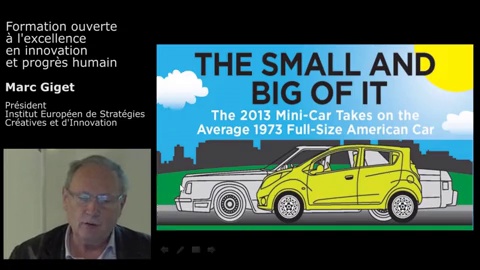 Formation ouverte
à l'excellence
en innovation
et progrès humain
Marc Giget
Président
Institut Européen de Stratégies
Créatives et d'Innovation
THE SMALL AND
BIG OF IT
The 2013 Mini-Car Takes on the
Average 1973 Full-Size American Car